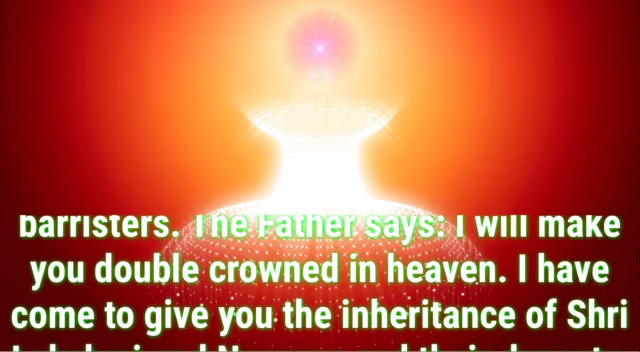 barristers. The Father says: I will make
you double crowned in heaven. I have
come to give you the inheritance of Shri